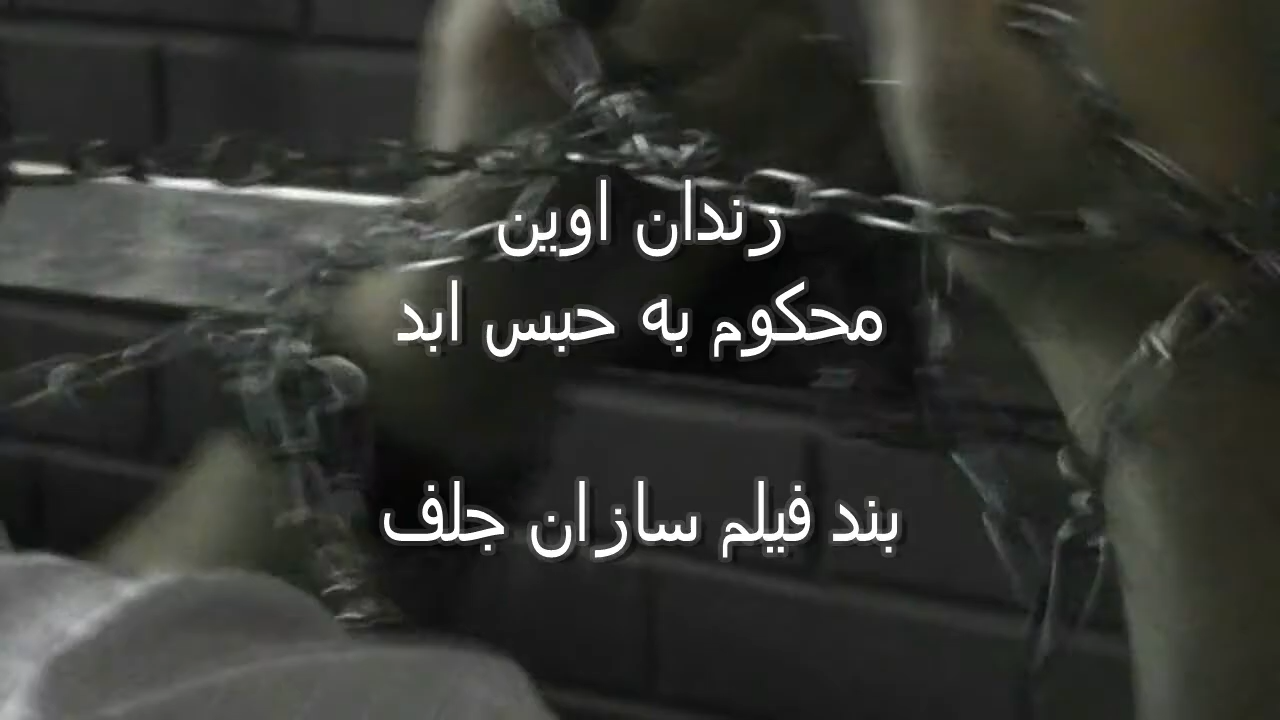 زندان اوین
محکوم به حبس ابد
بند فیلم سازان جلف